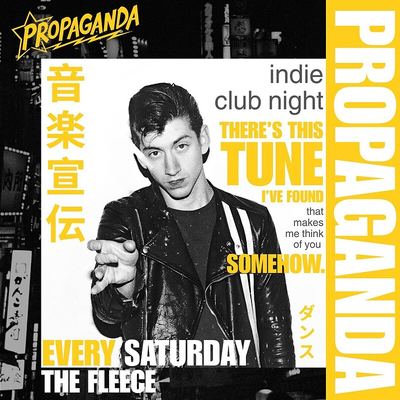 PROPAGANDA
PROPAGANDA
音楽宣伝
indie
club night
THERE'S THIS
TUNE
I'VE FOUND
that
makes
me think
of you
SOMEHOW.
ダンス
EVERY SATURDAY
THE FLEECE